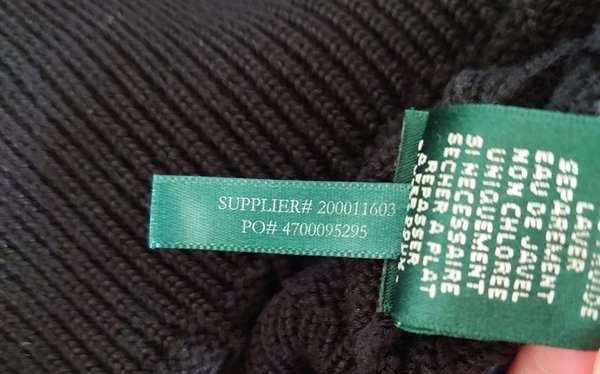 SUPPLIER# 200011603
PO# 4700095295
LAVER
SEPAREMENT
EAU DE JAVEL
NON CHLOREE
UNIQUEMENT
SI NECESSAIRE
SECHER A PLAT
REPASSER